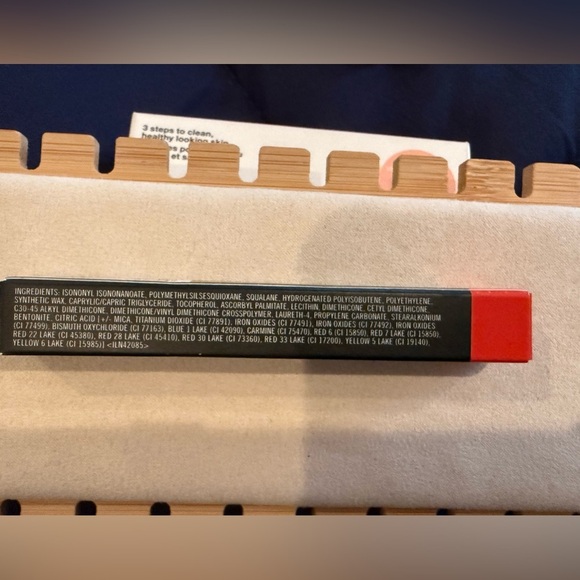 3 steps to clean,
healthy looking skin
et s
INGREDIENTS: ISONONYL ISONONANOATE, POLYMETHYLSILSESQUIOXANE, SQUALANE, HYDROGENATED POLYISOBUTENE, POLYETHYLENE,
SYNTHETIC WAX, CAPRYLIC/CAPRIC TRIGLYCERIDE, TOCOPHEROL, ASCORBYL PALMITATE, LECITHIN, DIMETHICONE, CETYL DIMETHICONE,
C30-45 ALKYL DIMETHICONE, DIMETHICONE/VINYL DIMETHICONE CROSSPOLYMER, LAURETH-4, PROPYLENE CARBONATE, STEARALKONIUM
BENTONITE, CITRIC ACID [+/- MICA, TITANIUM DIOXIDE (CI 77891), IRON OXIDES (CI 77491), IRON OXIDES (CI 77492), IRON OXIDES
(CI 77499), BISMUTH OXYCHLORIDE (CI 77163), BLUE 1 LAKE (CI 42090), CARMINE (CI 75470), RED 6 (CI 15850), RED 7 LAKE (CI 15850),
RED 22 LAKE (CI 45380), RED 28 LAKE (CI 45410), RED 30 LAKE (CI 73360), RED 33 LAKE (CI 17200), YELLOW 5 LAKE (CI 19140),
YELLOW 6 LAKE (CI 15985)] <ILN42085>